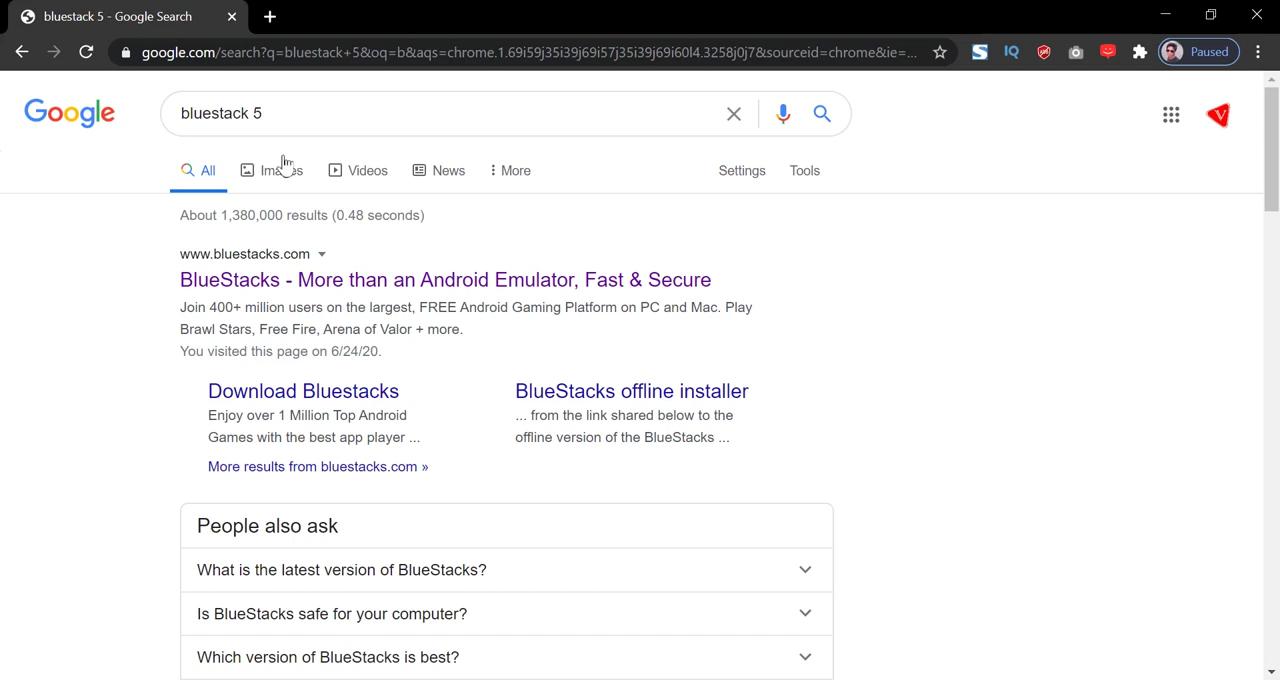 bluestack 5 - Google Search
google.com/search?q=bluestack+5&oq=b&aqs=chrome.1.69i59j35i39j69i57j35i39j69i60l4.3258j0j7&sourceid=chrome&ie=...
IQ
Paused
Google
bluestack 5
V
All
Images
Videos
News
More
Settings
Tools
About 1,380,000 results (0.48 seconds)
www.bluestacks.com
BlueStacks - More than an Android Emulator, Fast & Secure
Join 400+ million users on the largest, FREE Android Gaming Platform on PC and Mac. Play
Brawl Stars, Free Fire, Arena of Valor + more.
You visited this page on 6/24/20.
Download Bluestacks
Enjoy over 1 Million Top Android
Games with the best app player ...
BlueStacks offline installer
... from the link shared below to the
offline version of the BlueStacks ...
More results from bluestacks.com »
People also ask
What is the latest version of BlueStacks?
Is BlueStacks safe for your computer?
Which version of BlueStacks is best?